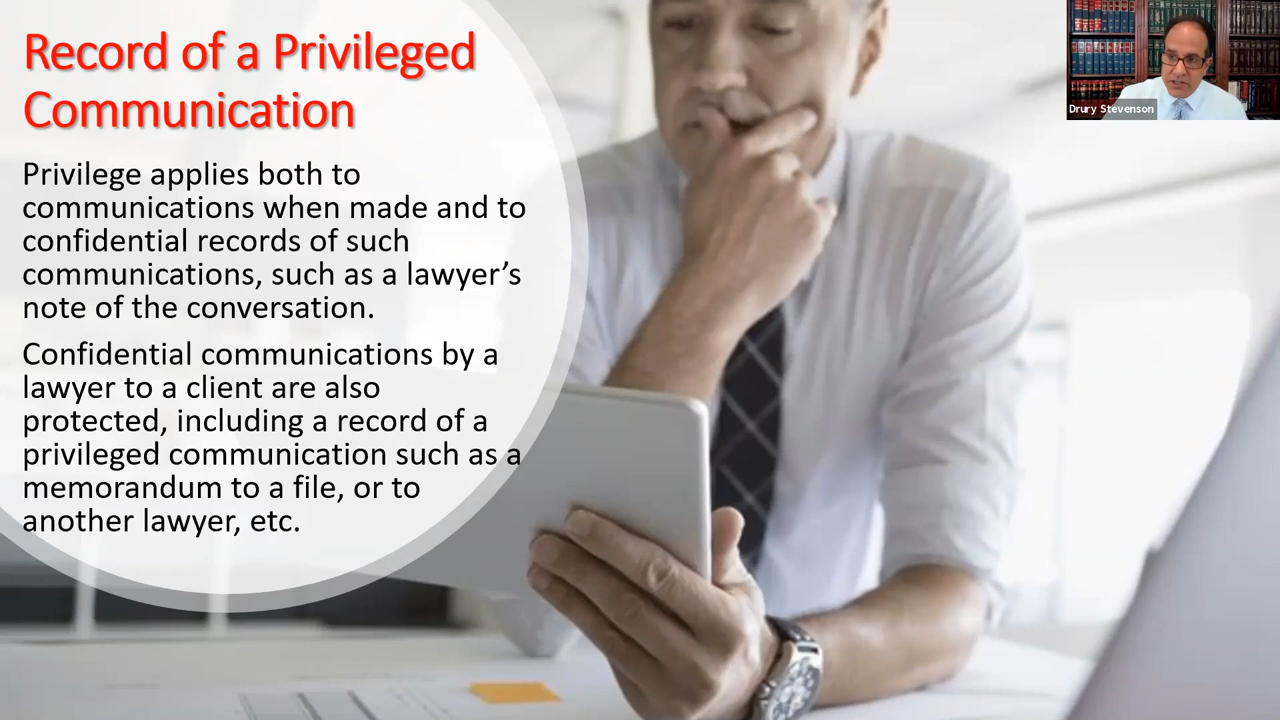 Record of a Privileged
Communication
Privilege applies both to
communications when made and to
confidential records of such
communications, such as a lawyer’s
note of the conversation.
Confidential communications by a
lawyer to a client are also
protected, including a record of a
privileged communication such as a
memorandum to a file, or to
another lawyer, etc.
Drury Stevenson